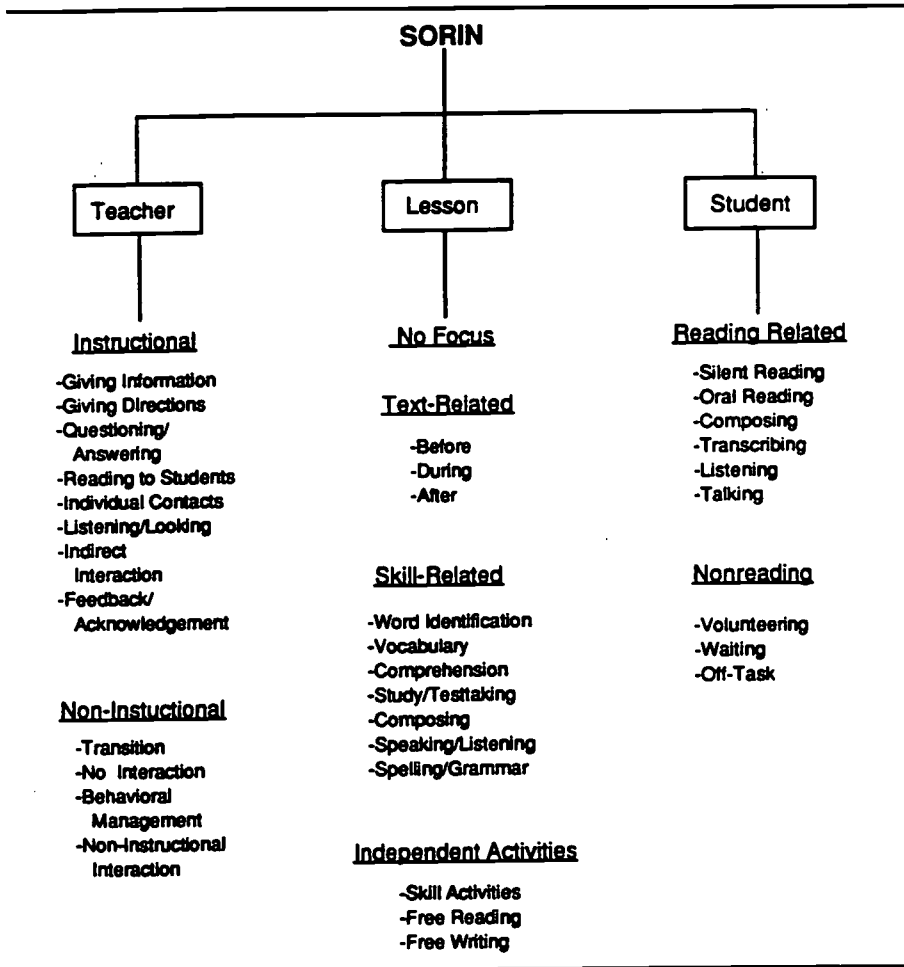 SORIN
Teacher
Instructional
-Giving Information
-Giving Directions
-Questioning/
Answering
-Reading to Students
-Individual Contacts
-Listening/Looking
-Indirect
Interaction
-Feedback/
Acknowledgement
Non-Instuctional
-Transition
-No Interaction
-Behavioral
Management
-Non-Instructional
Interaction
Lesson
No Focus
Text-Related
-Before
-During
-After
Skill-Related
-Word Identification
-Vocabulary
-Comprehension
-Study/Testtaking
-Composing
-Speaking/Listening
-Spelling/Grammar
Independent Activities
-Skill Activities
-Free Reading
-Free Writing
Student
Reading Related
-Silent Reading
-Oral Reading
-Composing
-Transcribing
-Listening
-Talking
Nonreading
-Volunteering
-Waiting
-Off-Task